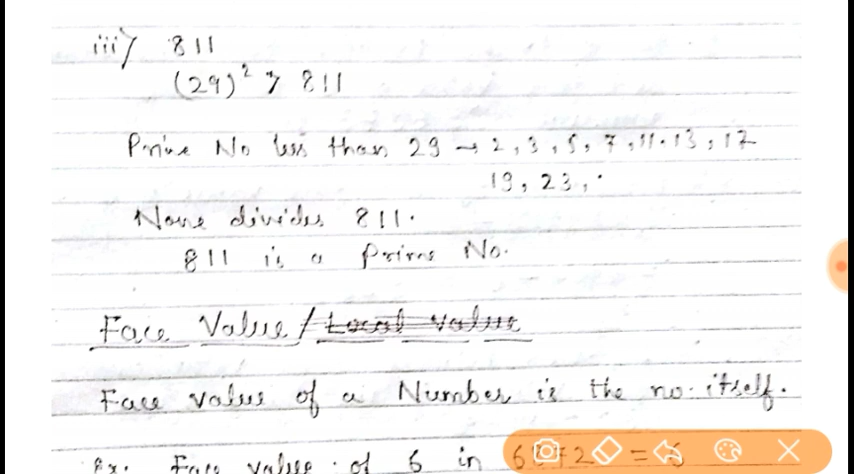 iii) 811
(29)² > 811
Prime No less than 29 → 2, 3, 5, 7, 11, 13, 17
19, 23, .
None divides 811.
811 is a Prime No.
Face Value / Local value
Face value of a Number is the no. itself.
Ex. Face value of 6 in 6872 = 6